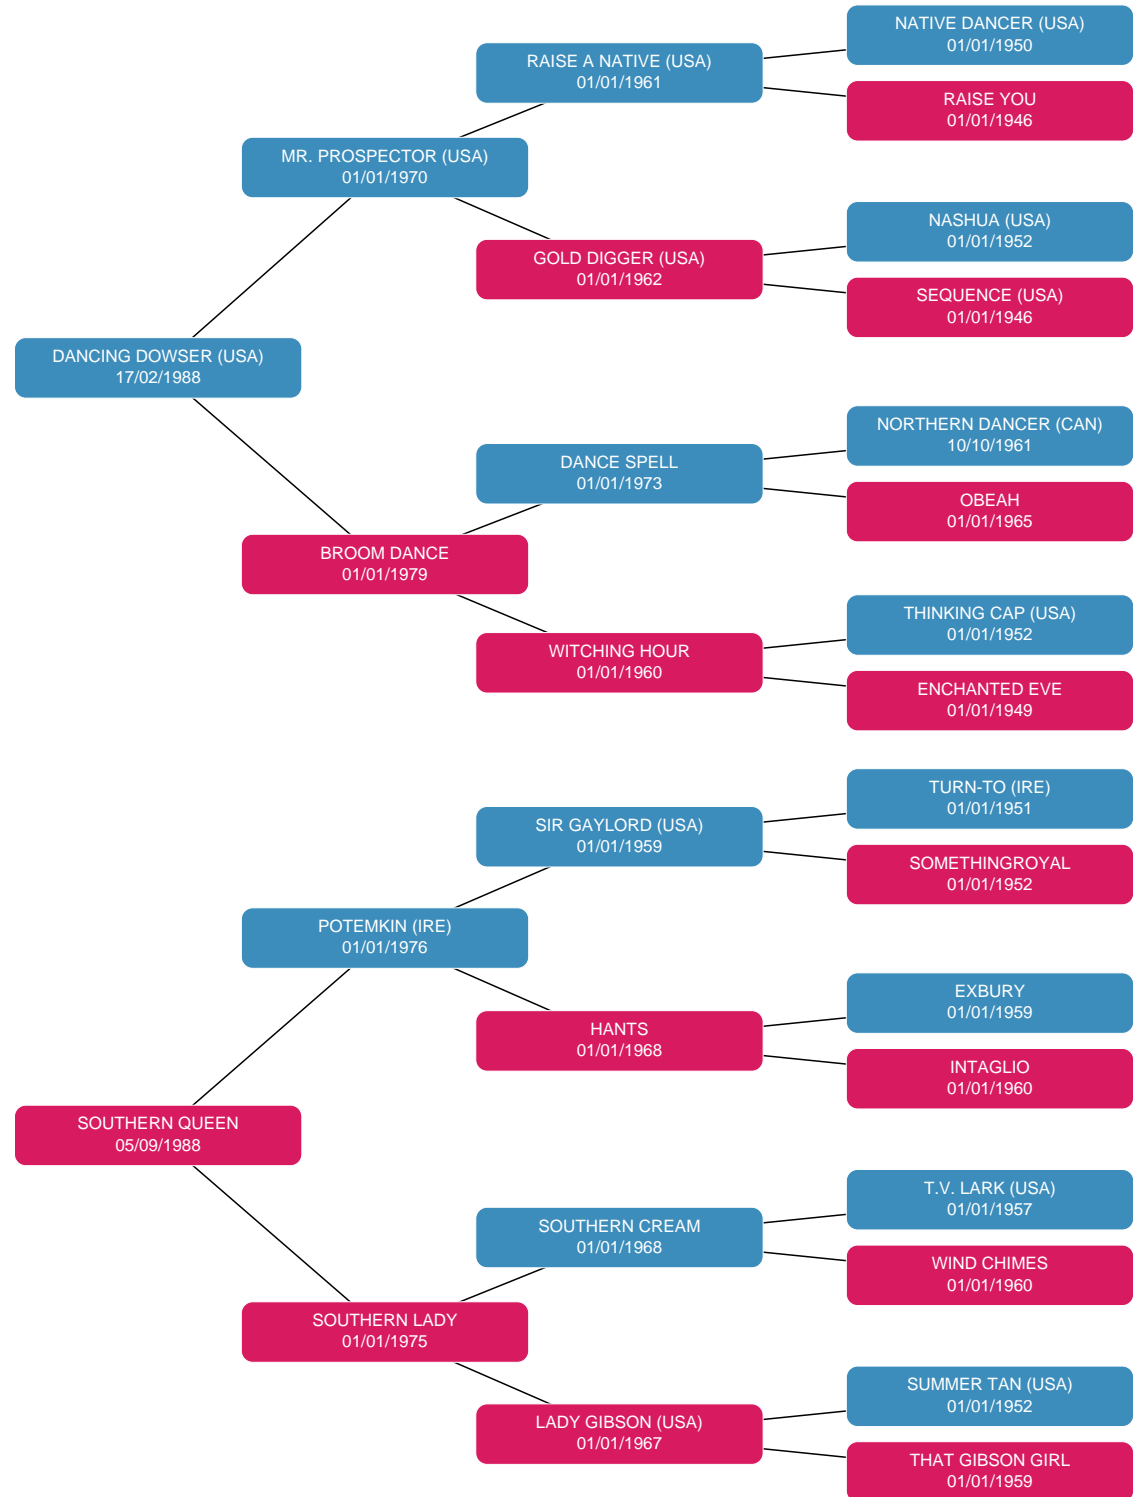 NATIVE DANCER (USA)
01/01/1950
RAISE A NATIVE (USA)
01/01/1961
RAISE YOU
01/01/1946
MR. PROSPECTOR (USA)
01/01/1970
NASHUA (USA)
01/01/1952
GOLD DIGGER (USA)
01/01/1962
SEQUENCE (USA)
01/01/1946
DANCING DOWSER (USA)
17/02/1988
NORTHERN DANCER (CAN)
10/10/1961
DANCE SPELL
01/01/1973
OBEAH
01/01/1965
BROOM DANCE
01/01/1979
THINKING CAP (USA)
01/01/1952
WITCHING HOUR
01/01/1960
ENCHANTED EVE
01/01/1949
TURN-TO (IRE)
01/01/1951
SIR GAYLORD (USA)
01/01/1959
SOMETHINGROYAL
01/01/1952
POTEMKIN (IRE)
01/01/1976
EXBURY
01/01/1959
HANTS
01/01/1968
INTAGLIO
01/01/1960
SOUTHERN QUEEN
05/09/1988
T.V. LARK (USA)
01/01/1957
SOUTHERN CREAM
01/01/1968
WIND CHIMES
01/01/1960
SOUTHERN LADY
01/01/1975
SUMMER TAN (USA)
01/01/1952
LADY GIBSON (USA)
01/01/1967
THAT GIBSON GIRL
01/01/1959